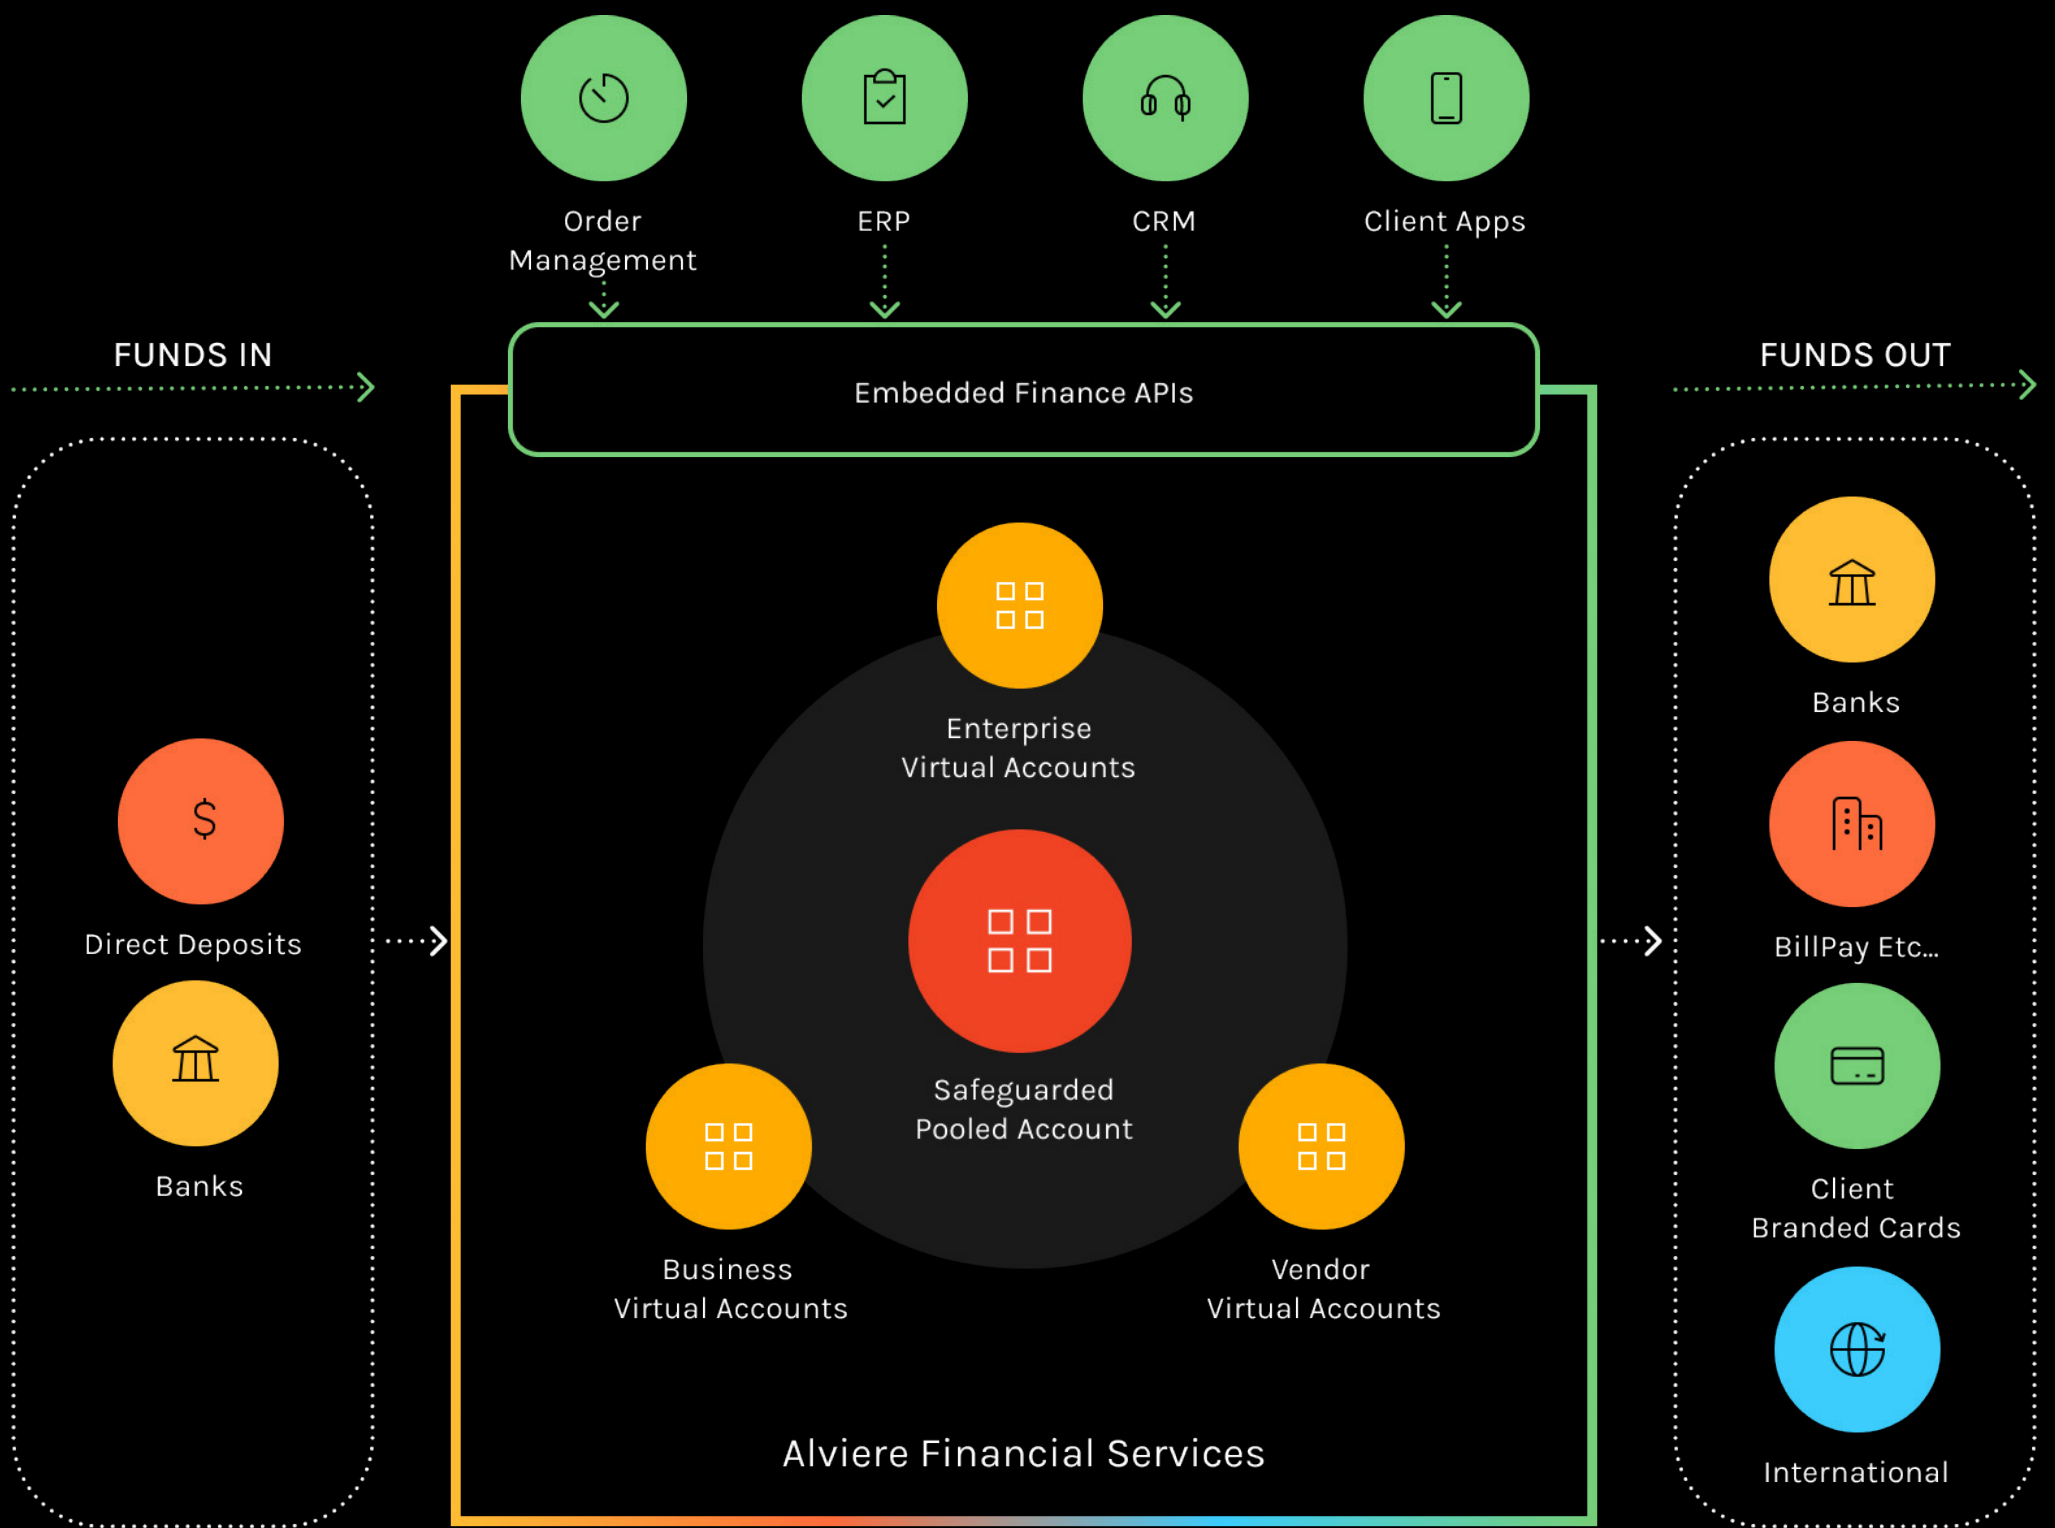 Order
Management
ERP
CRM
Client Apps
FUNDS IN
Embedded Finance APIs
FUNDS OUT
Direct Deposits
Banks
Enterprise
Virtual Accounts
$
Safeguarded
Pooled Account
Business
Virtual Accounts
Vendor
Virtual Accounts
Alviere Financial Services
Banks
BillPay Etc...
Client
Branded Cards
International